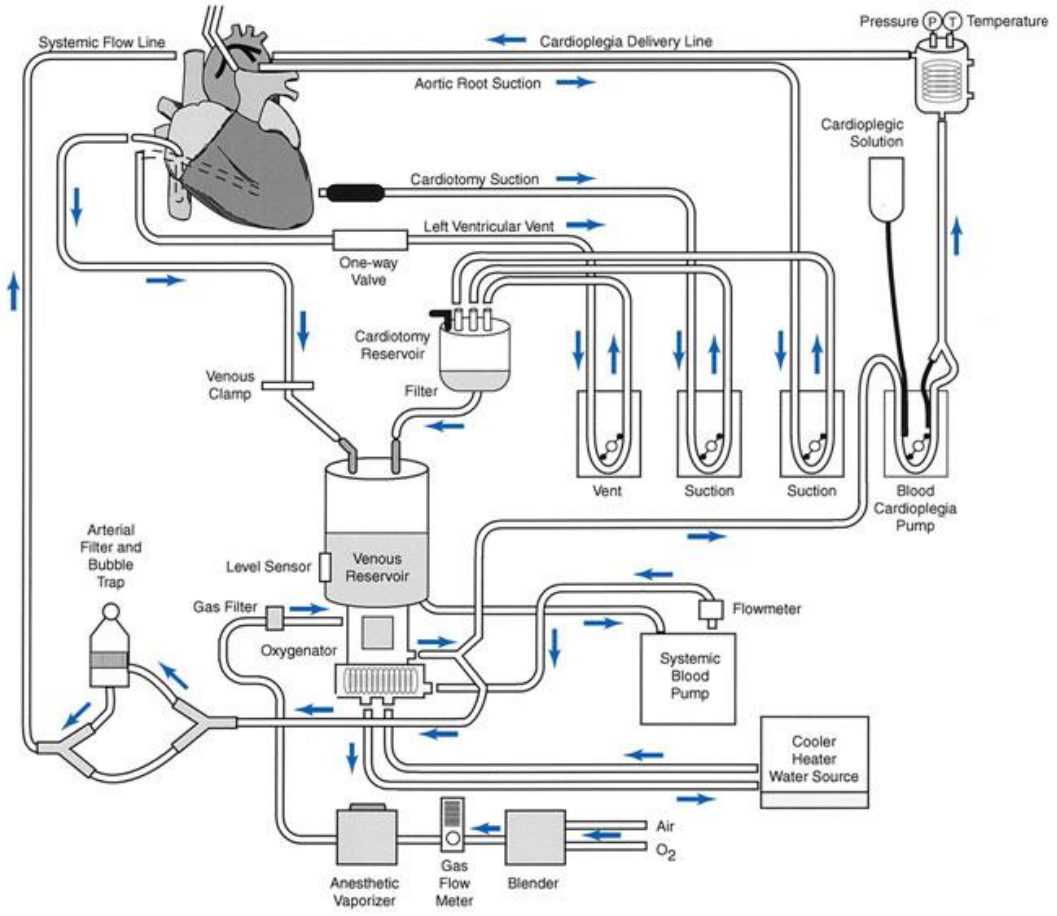 Pressure P T Temperature
Systemic Flow Line
Cardioplegia Delivery Line
Aortic Root Suction
Cardioplegic
Solution
Cardiotomy Suction
Left Ventricular Vent
One-way
Valve
Cardiotomy
Reservoir
Venous
Clamp
Filter
Vent
Suction
Suction
Blood
Cardioplegia
Pump
Arterial
Filter and
Bubble
Trap
Level Sensor
Venous
Reservoir
Gas Filter
Flowmeter
Oxygenator
Systemic
Blood
Pump
Cooler
Heater
Water Source
Air
O2
Anesthetic
Vaporizer
Gas
Flow
Meter
Blender